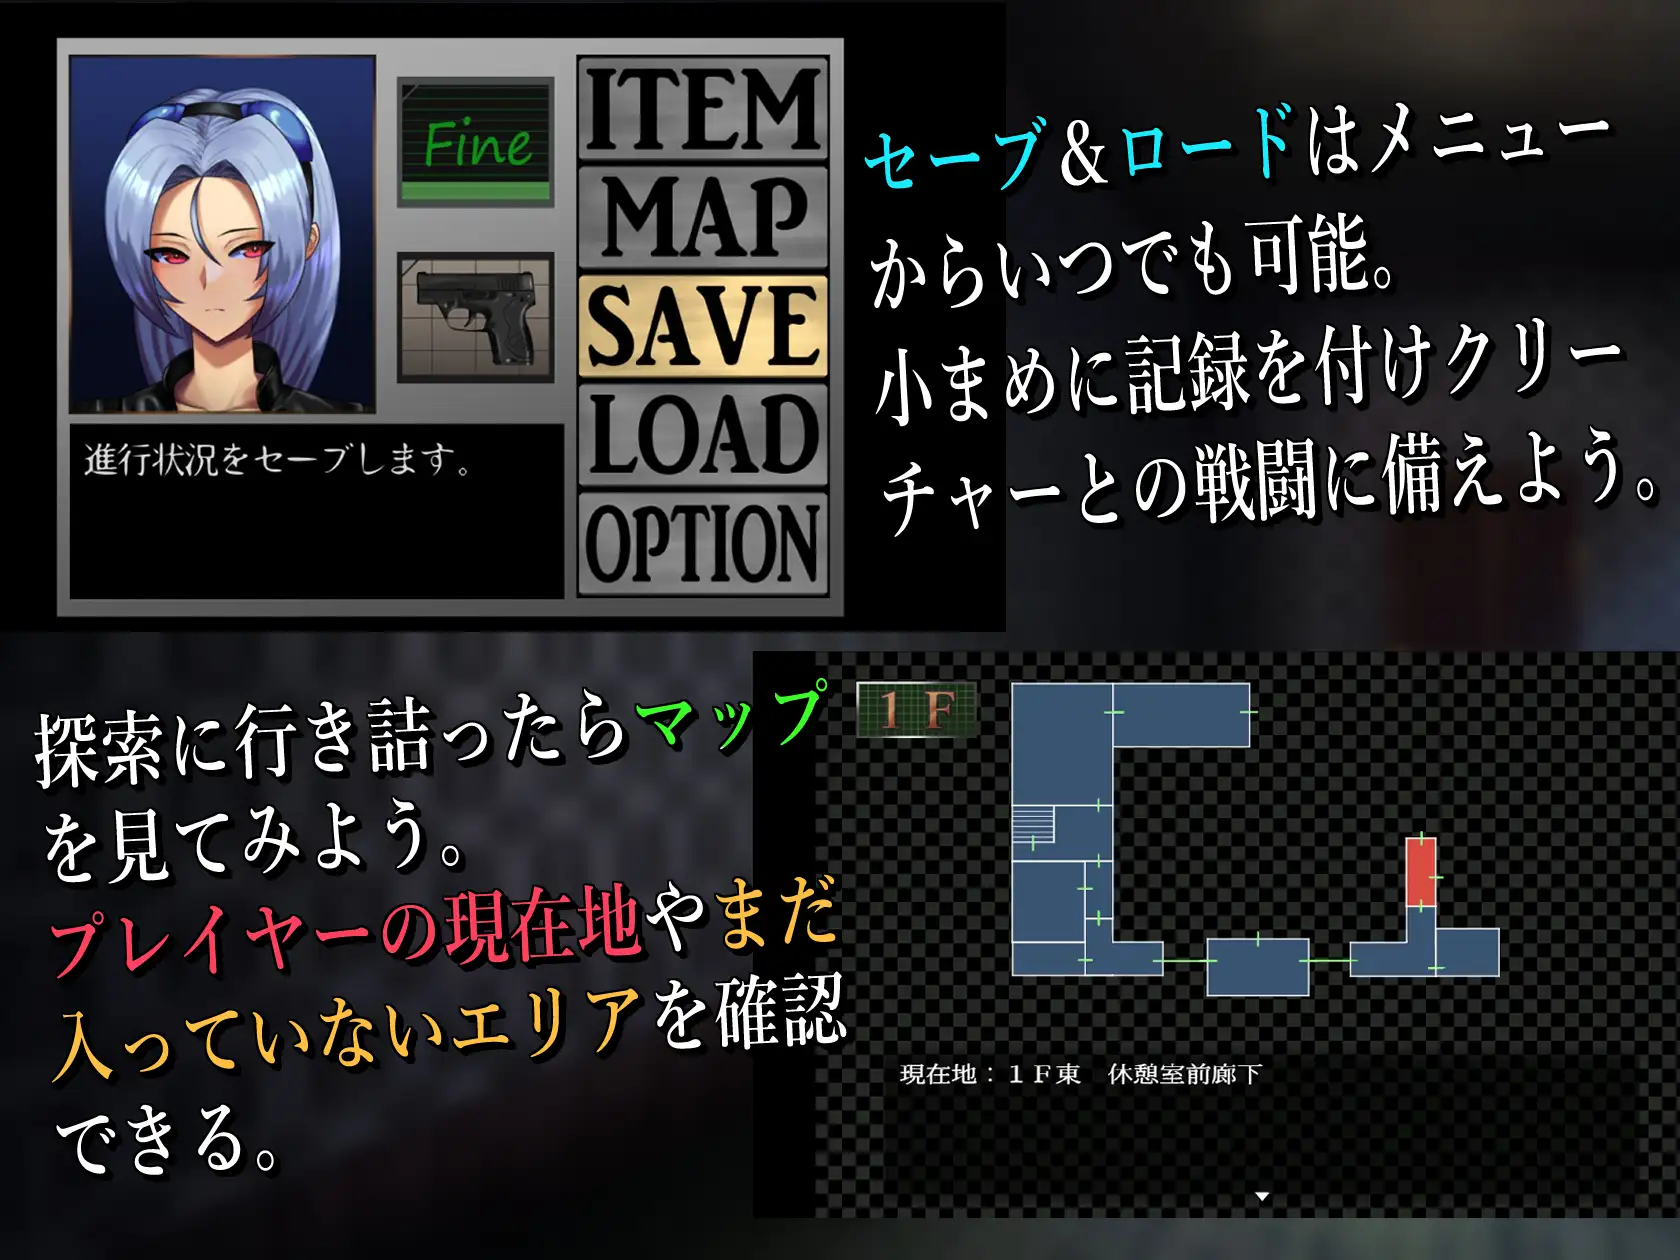 Fine
ITEM
MAP
SAVE
LOAD
OPTION
進行状況をセーブします。
セーブ&ロードはメニュー
からいつでも可能。
小まめに記録を付けクリー
チャーとの戦闘に備えよう。
探索に行き詰ったらマップ
を見てみよう。
プレイヤーの現在地やまだ
入っていないエリアを確認
できる。
1F
現在地：１Ｆ東　休憩室前廊下